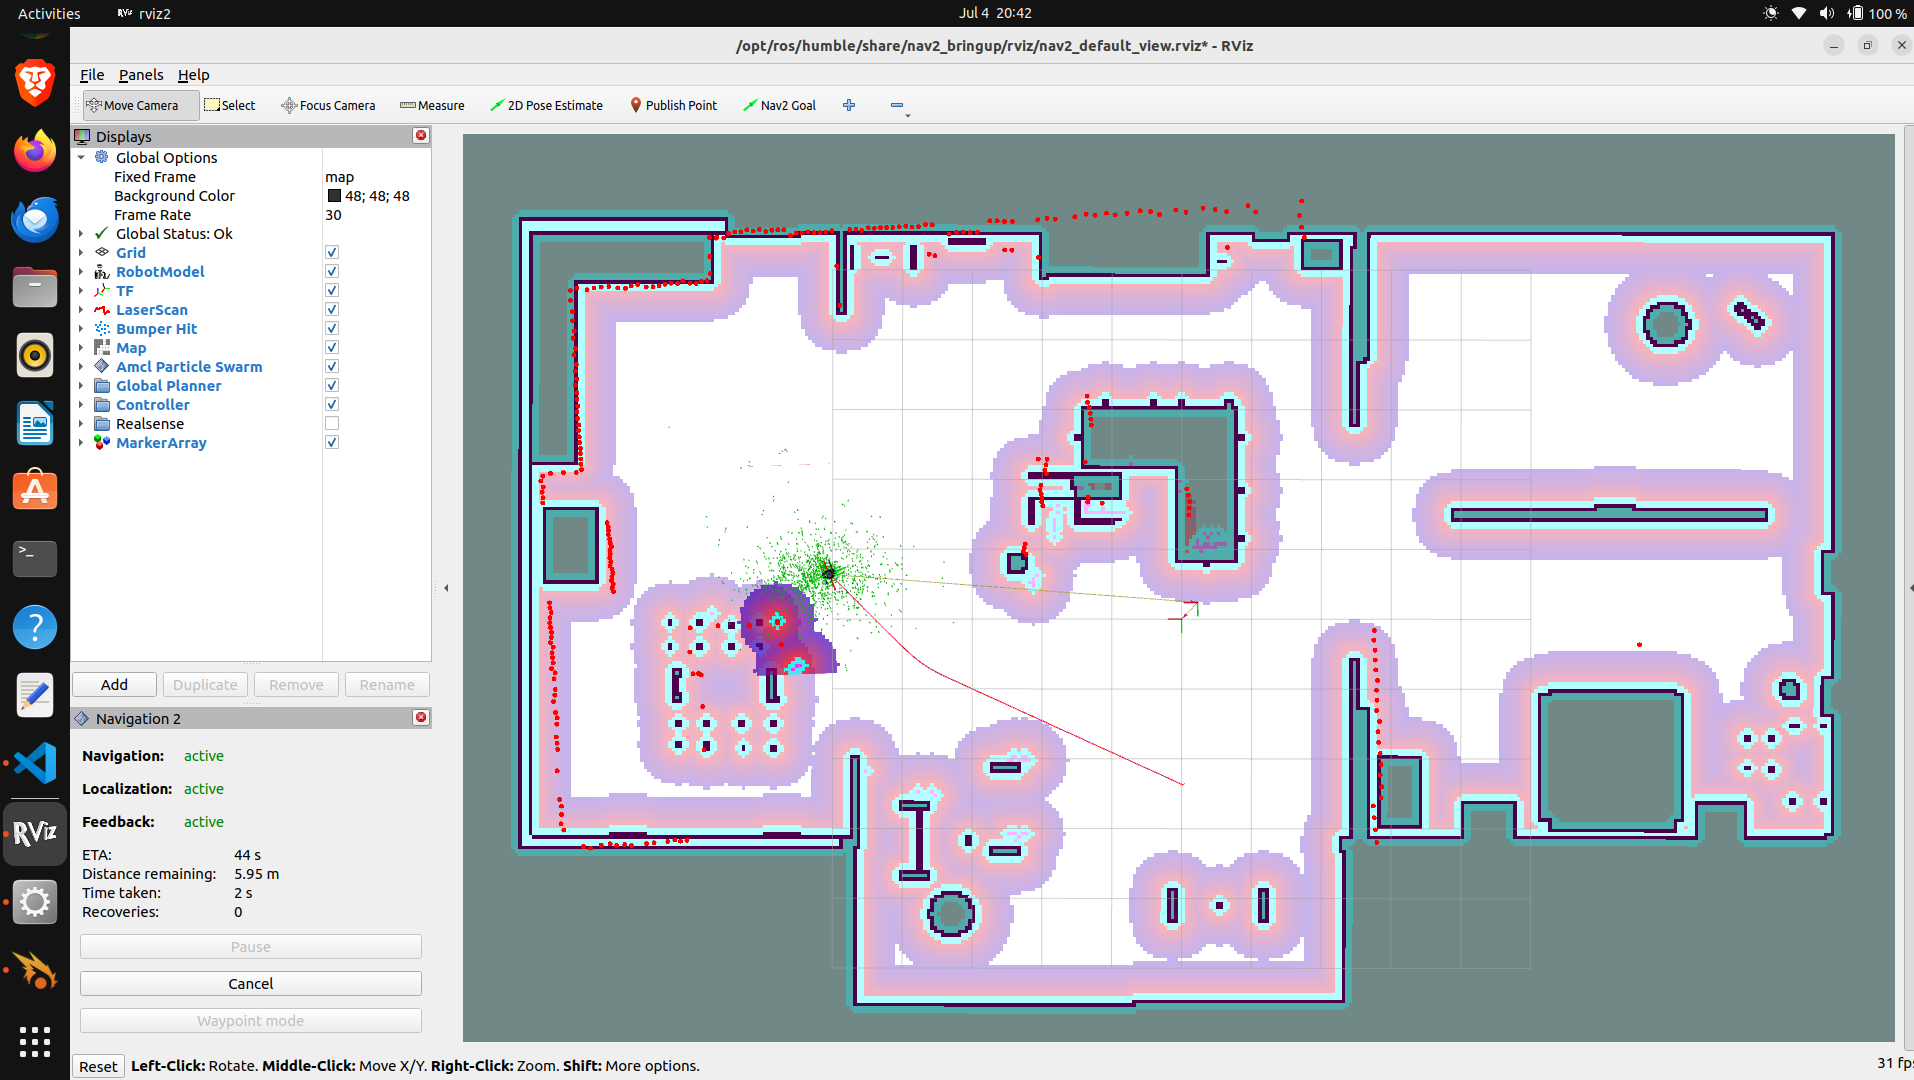 Activities
RViz rviz2
Jul 4 20:42
100 %
/opt/ros/humble/share/nav2_bringup/rviz/nav2_default_view.rviz* - RViz
File Panels Help
Move Camera Select Focus Camera Measure 2D Pose Estimate Publish Point Nav2 Goal
Displays
Global Options
Fixed Frame map
Background Color 48; 48; 48
Frame Rate 30
Global Status: Ok
Grid
RobotModel
TF
LaserScan
Bumper Hit
Map
Amcl Particle Swarm
Global Planner
Controller
Realsense
MarkerArray
Add Duplicate Remove Rename
Navigation 2
Navigation: active
Localization: active
Feedback: active
RViz
ETA: 44 s
Distance remaining: 5.95 m
Time taken: 2 s
Recoveries: 0
Pause
Cancel
Waypoint mode
Reset Left-Click: Rotate. Middle-Click: Move X/Y. Right-Click: Zoom. Shift: More options.
31 fps